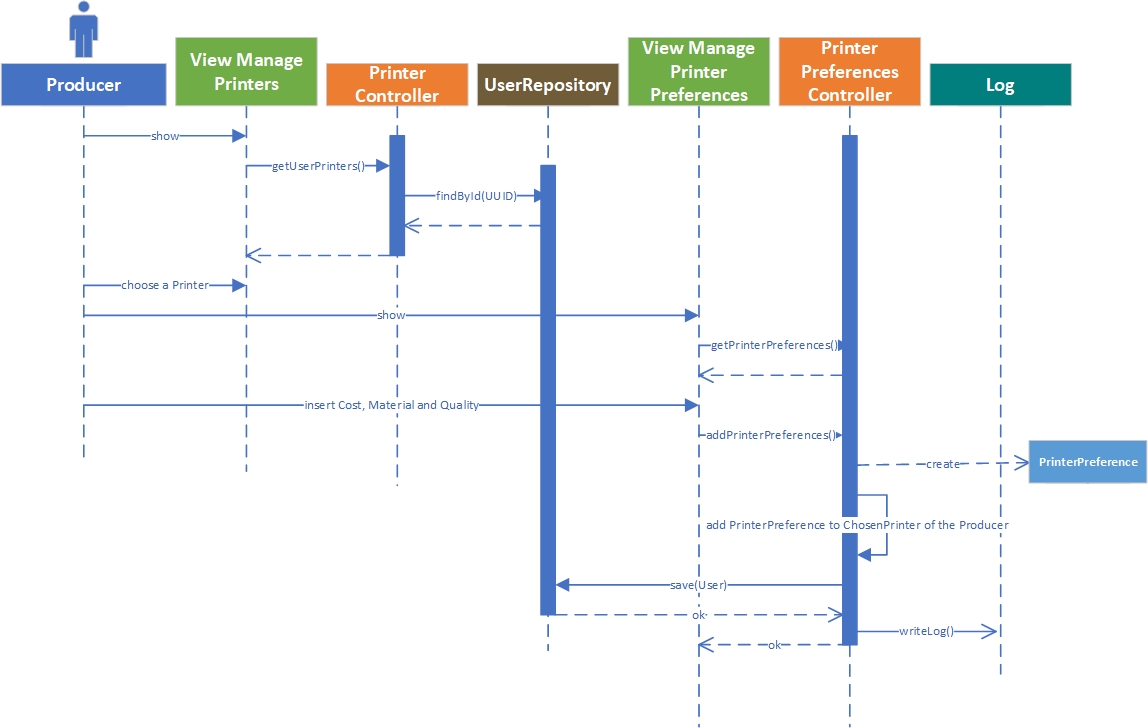 Producer
View Manage
Printers
Printer
Controller
UserRepository
View Manage
Printer
Preferences
Printer
Preferences
Controller
Log
show
getUserPrinters()
findById(UUID)
choose a Printer
show
getPrinterPreferences()
insert Cost, Material and Quality
addPrinterPreferences()
create
PrinterPreference
add PrinterPreference to ChosenPrinter of the Producer
save(User)
ok
writeLog()
ok